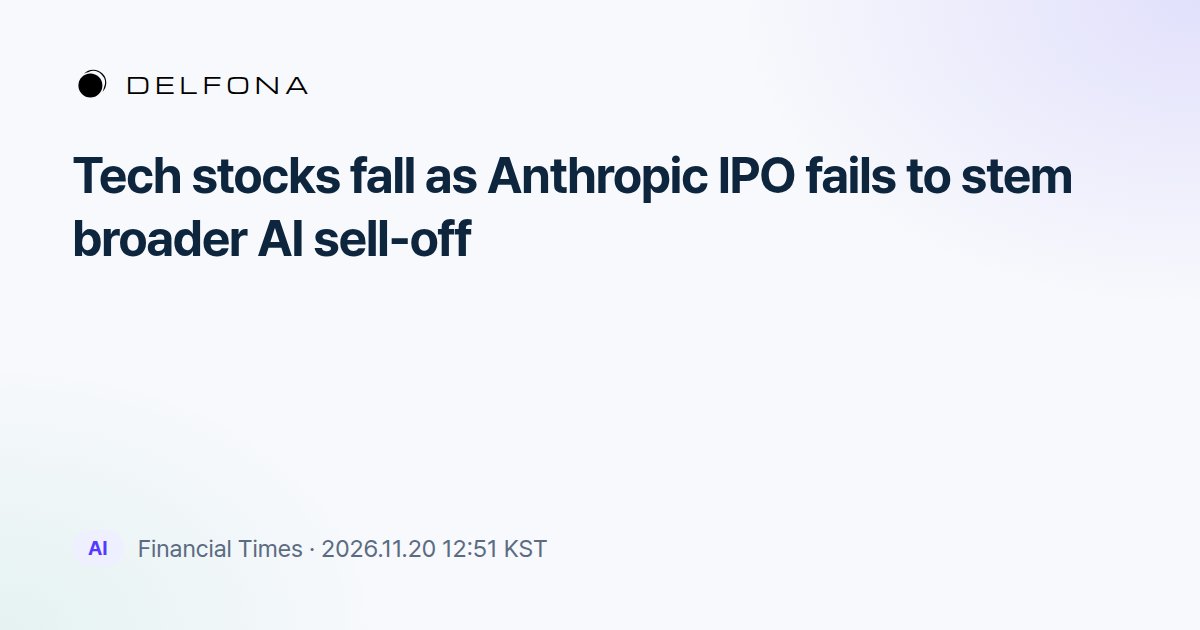 DELFONA
Tech stocks fall as Anthropic IPO fails to stem
broader AI sell-off
AI Financial Times · 2026.11.20 12:51 KST